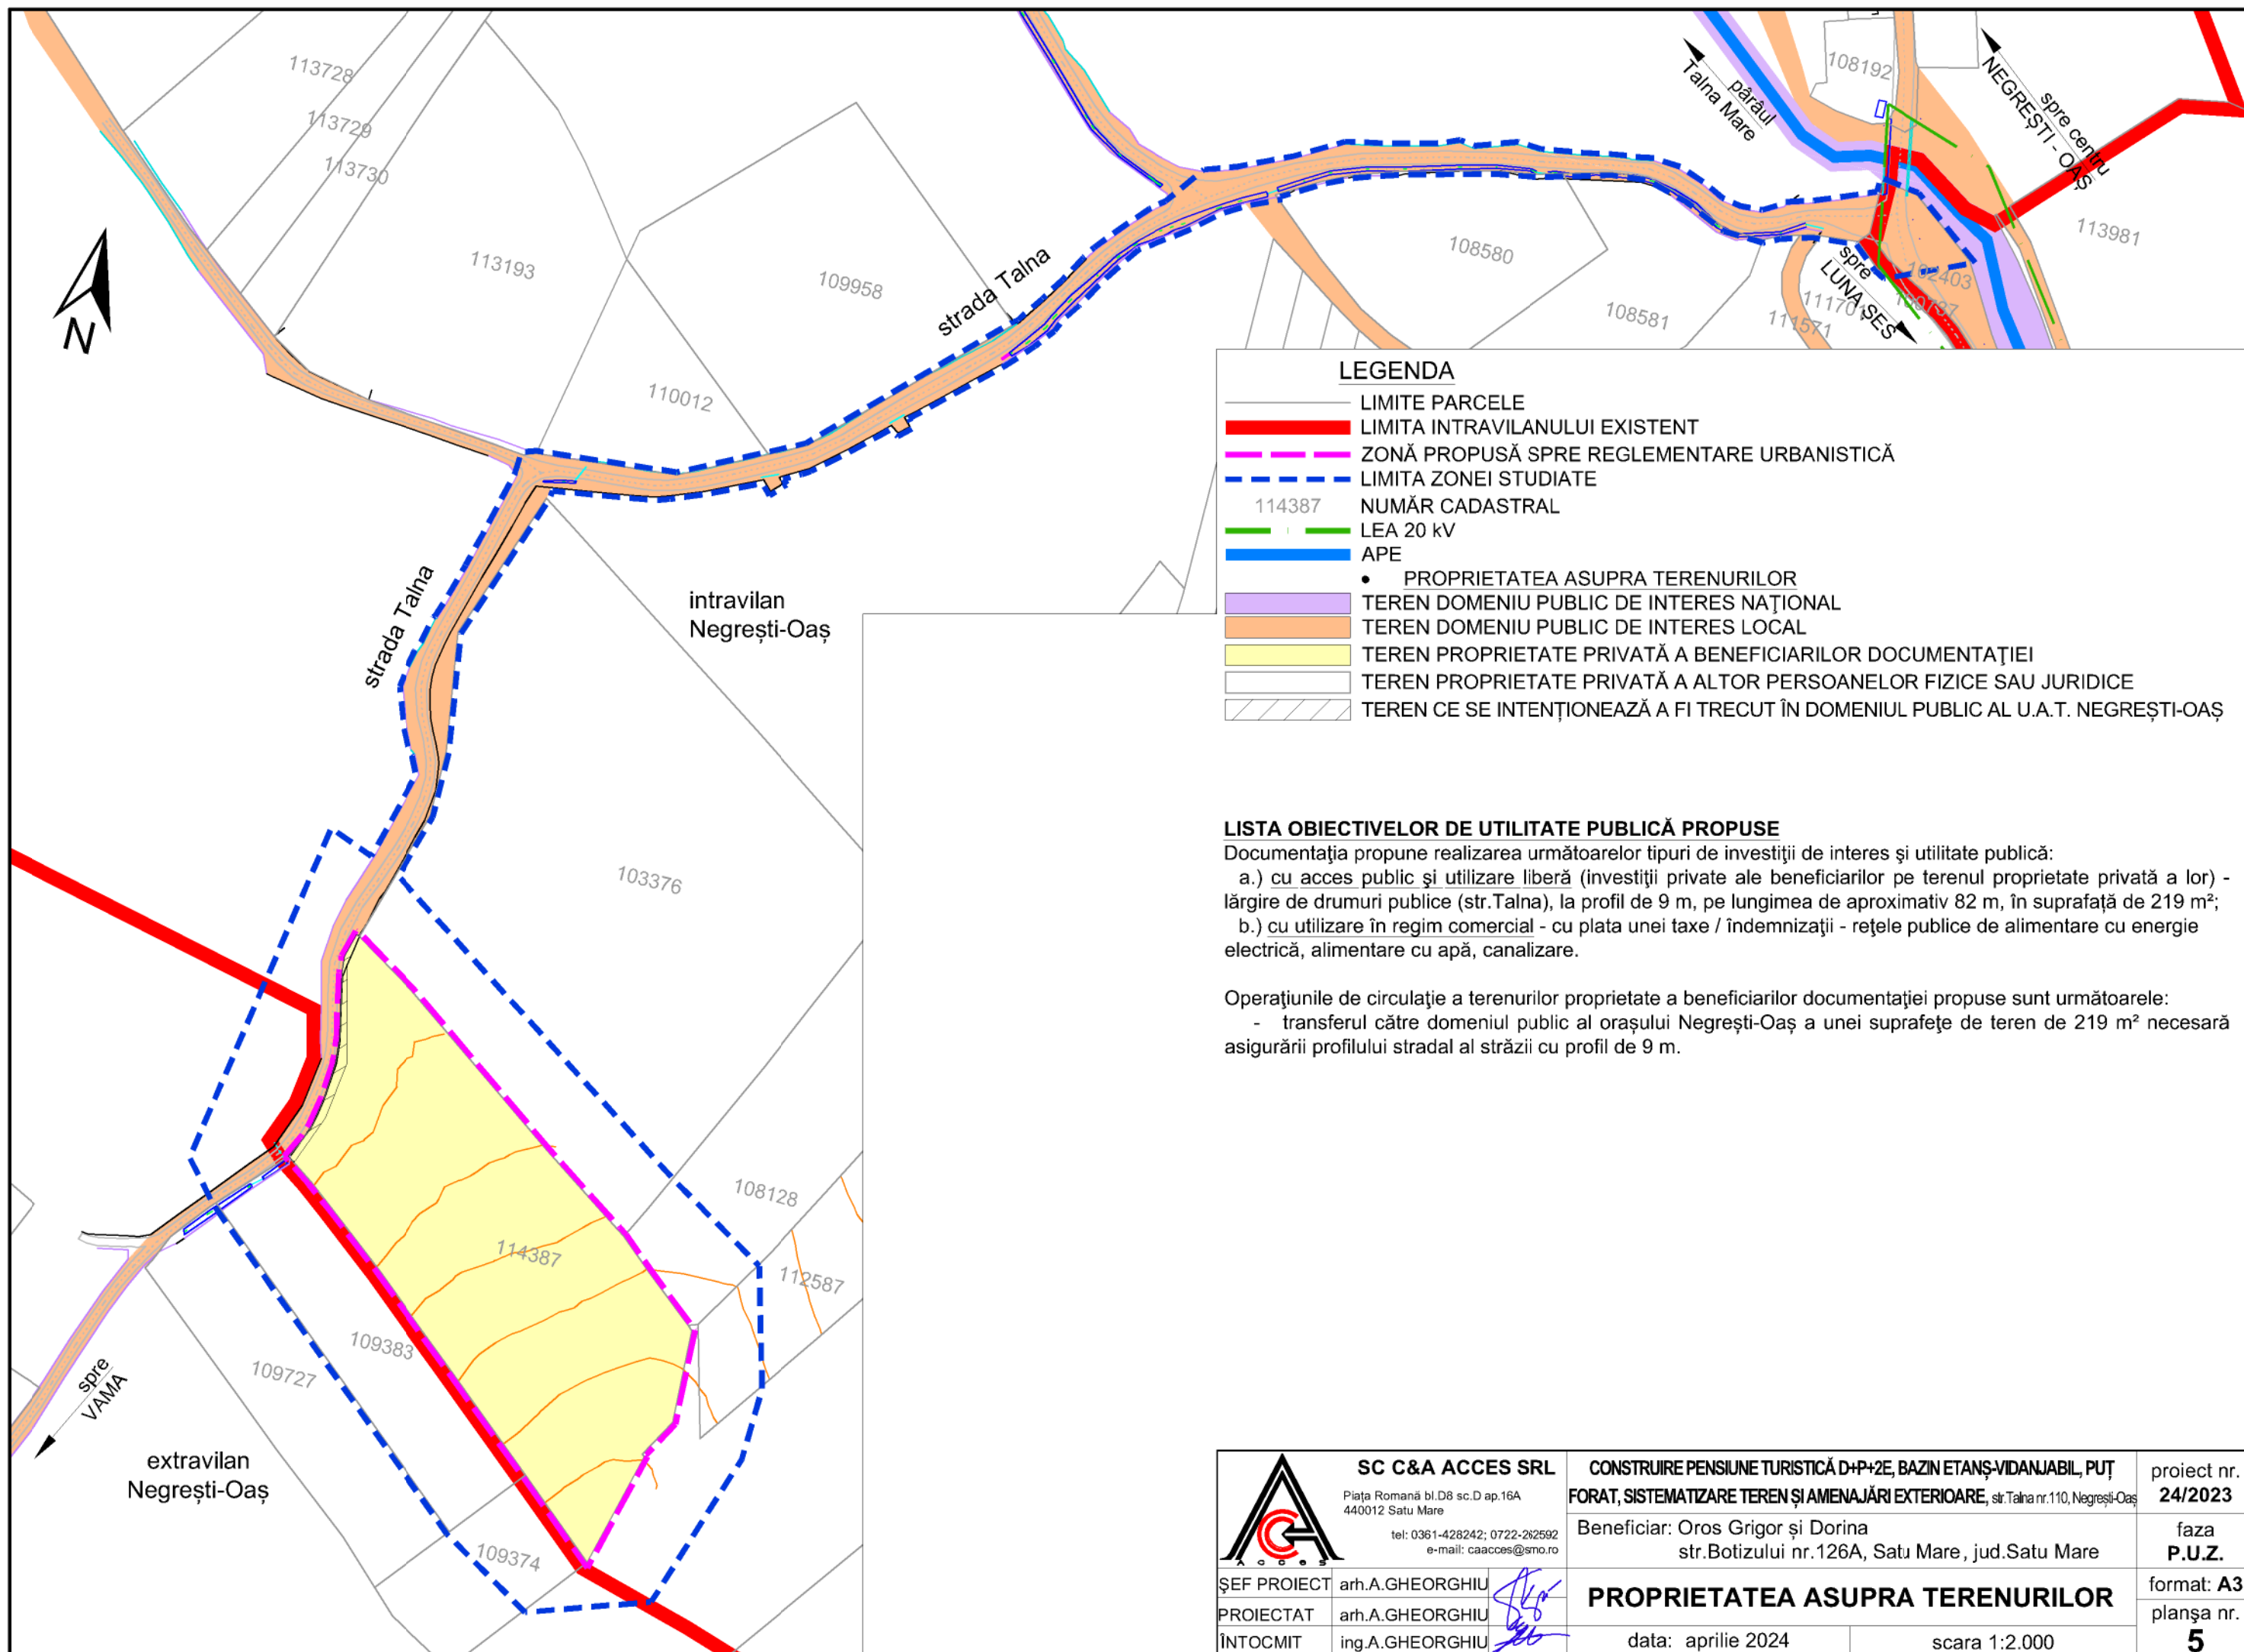 113728
113729
113730
113193
109958
110012
strada Talna
108580
108581
108192
pârâul
Talna Mare
spre centru
NEGREȘTI - OAȘ
113981
102403
111701
111571
spre
LUNA ȘES
strada Talna
intravilan
Negrești-Oaș
103376
108128
112587
114387
109383
109727
109374
spre
VAMA
extravilan
Negrești-Oaș
N
LEGENDA
LIMITE PARCELE
LIMITA INTRAVILANULUI EXISTENT
ZONĂ PROPUSĂ SPRE REGLEMENTARE URBANISTICĂ
LIMITA ZONEI STUDIATE
114387 NUMĂR CADASTRAL
LEA 20 kV
APE
• PROPRIETATEA ASUPRA TERENURILOR
TEREN DOMENIU PUBLIC DE INTERES NAŢIONAL
TEREN DOMENIU PUBLIC DE INTERES LOCAL
TEREN PROPRIETATE PRIVATĂ A BENEFICIARILOR DOCUMENTAŢIEI
TEREN PROPRIETATE PRIVATĂ A ALTOR PERSOANELOR FIZICE SAU JURIDICE
TEREN CE SE INTENȚIONEAZĂ A FI TRECUT ÎN DOMENIUL PUBLIC AL U.A.T. NEGREȘTI-OAȘ
LISTA OBIECTIVELOR DE UTILITATE PUBLICĂ PROPUSE
Documentaţia propune realizarea următoarelor tipuri de investiţii de interes şi utilitate publică:
a.) cu acces public şi utilizare liberă (investiţii private ale beneficiarilor pe terenul proprietate privată a lor) -
lărgire de drumuri publice (str.Talna), la profil de 9 m, pe lungimea de aproximativ 82 m, în suprafață de 219 m²;
b.) cu utilizare în regim comercial - cu plata unei taxe / îndemnizaţii - reţele publice de alimentare cu energie
electrică, alimentare cu apă, canalizare.
Operaţiunile de circulaţie a terenurilor proprietate a beneficiarilor documentaţiei propuse sunt următoarele:
- transferul către domeniul public al orașului Negrești-Oaș a unei suprafeţe de teren de 219 m² necesară
asigurării profilului stradal al străzii cu profil de 9 m.
ACCES
SC C&A ACCES SRL
Piaţa Romană bl.D8 sc.D ap.16A
440012 Satu Mare
tel: 0361-428242; 0722-262592
e-mail: caacces@smo.ro
CONSTRUIRE PENSIUNE TURISTICĂ D+P+2E, BAZIN ETANȘ-VIDANJABIL, PUȚ
FORAT, SISTEMATIZARE TEREN ȘI AMENAJĂRI EXTERIOARE, str.Talna nr.110, Negrești-Oaș
proiect nr.
24/2023
Beneficiar: Oros Grigor și Dorina
str.Botizului nr.126A, Satu Mare, jud.Satu Mare
faza
P.U.Z.
ŞEF PROIECT arh.A.GHEORGHIU
PROIECTAT arh.A.GHEORGHIU
ÎNTOCMIT ing.A.GHEORGHIU
PROPRIETATEA ASUPRA TERENURILOR
format: A3
planşa nr.
5
data: aprilie 2024
scara 1:2.000